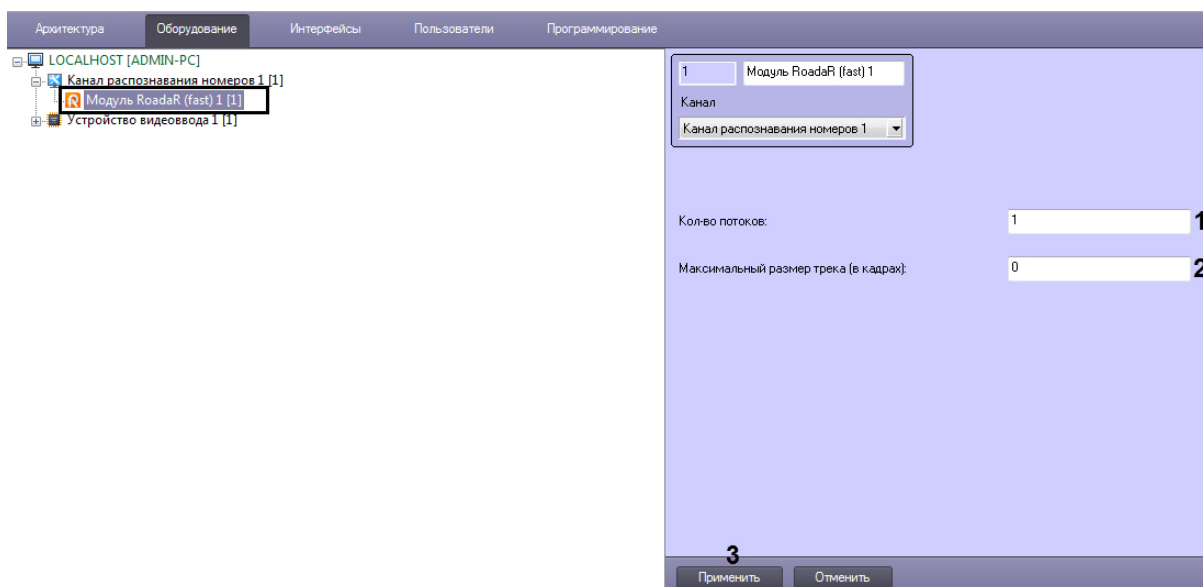 Архитектура Оборудование Интерфейсы Пользователи Программирование
LOCALHOST [ADMIN-PC]
Канал распознавания номеров 1 [1]
Модуль RoadaR (fast) 1 [1]
Устройство видеоввода 1 [1]
1 Модуль RoadaR (fast) 1
Канал
Канал распознавания номеров 1
Кол-во потоков: 1 1
Максимальный размер трека (в кадрах): 0 2
3
Применить Отменить